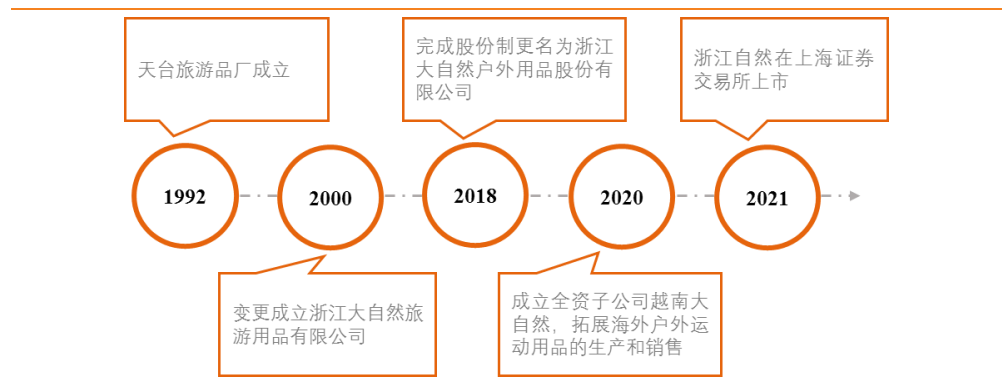 天台旅游品厂成立
完成股份制更名为浙江
大自然户外用品股份有
限公司
浙江自然在上海证券
交易所上市
1992
2000
2018
2020
2021
变更成立浙江大自然旅
游用品有限公司
成立全资子公司越南大
自然，拓展海外户外运
动用品的生产和销售